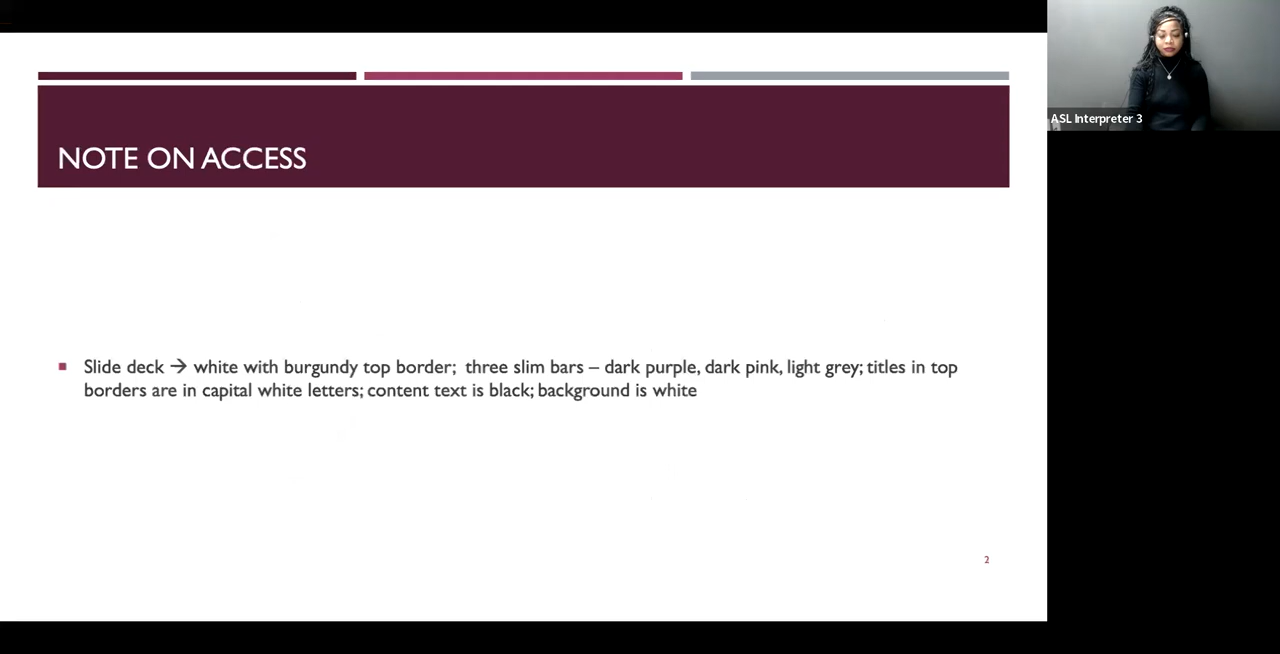 NOTE ON ACCESS
ASL Interpreter 3
▪ Slide deck → white with burgundy top border; three slim bars – dark purple, dark pink, light grey; titles in top
borders are in capital white letters; content text is black; background is white
2